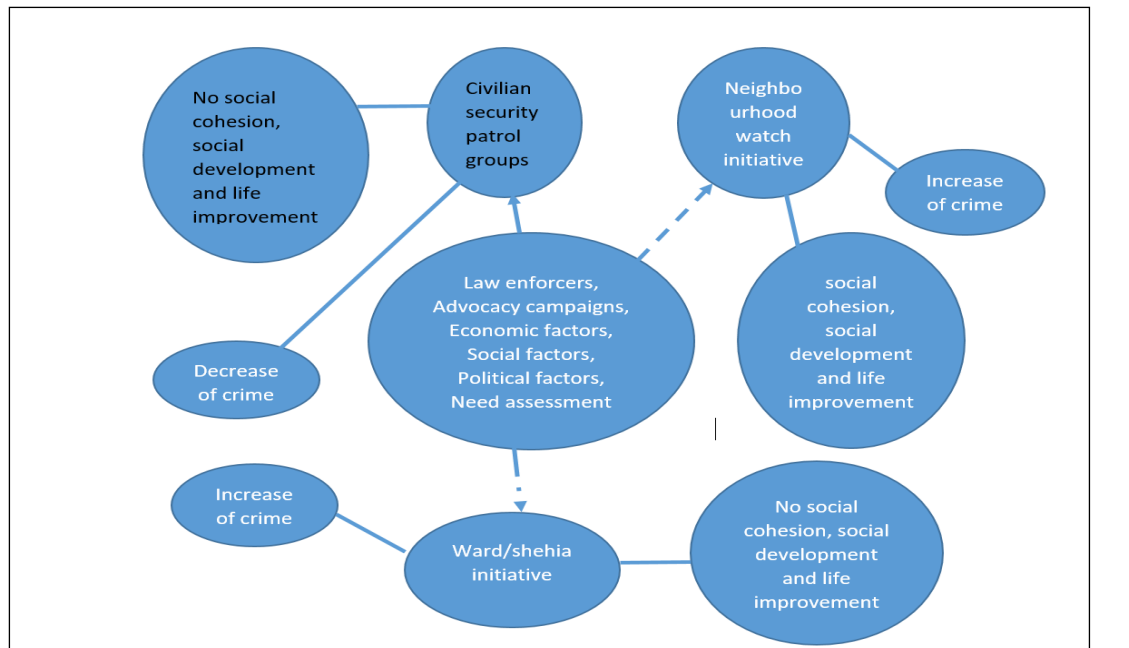 No social
cohesion,
social
development
and life
improvement
Civilian
security
patrol
groups
Neighbo
urhood
watch
initiative
Increase
of crime
Law enforcers,
Advocacy campaigns,
Economic factors,
Social factors,
Political factors,
Need assessment
social
cohesion,
social
development
and life
improvement
Decrease
of crime
Increase
of crime
Ward/shehia
initiative
No social
cohesion, social
development
and life
improvement